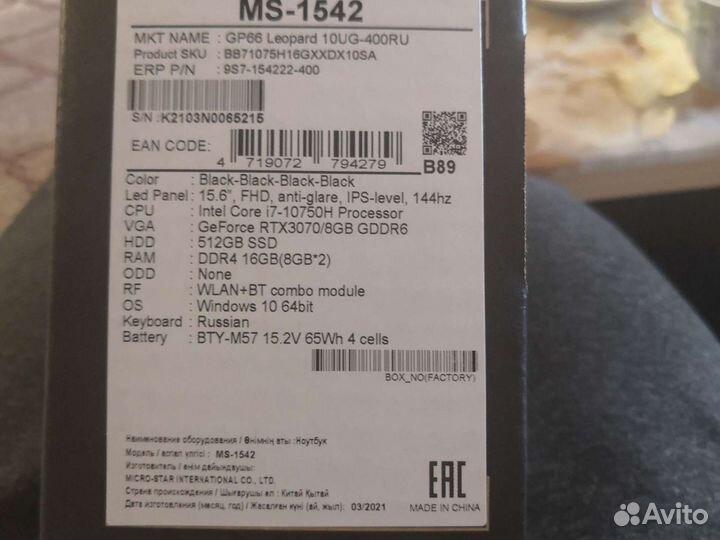 MS-1542
MKT NAME : GP66 Leopard 10UG-400RU
Product SKU : BB71075H16GXXDX10SA
ERP P/N : 9S7-154222-400
S/N:K2103N0065215
EAN CODE:
4 719072 794279
B89
Color : Black-Black-Black-Black
Led Panel : 15.6", FHD, anti-glare, IPS-level, 144hz
CPU : Intel Core i7-10750H Processor
VGA : GeForce RTX3070/8GB GDDR6
HDD : 512GB SSD
RAM : DDR4 16GB(8GB*2)
ODD : None
RF : WLAN+BT combo module
OS : Windows 10 64bit
Keyboard : Russian
Battery : BTY-M57 15.2V 65Wh 4 cells
BOX_NO(FACTORY)
Наименование оборудования / Өнімнің аты : Ноутбук
Модель / аспап үлгісі : MS-1542
Изготовитель / өнім дайындаушы:
MICRO-STAR INTERNATIONAL CO., LTD.
Страна происхождения / Шығарушы ел : Китай Қытай
Дата изготовления (месяц, год) / Жасалған күні (ай, жыл): 03/2021
EAC
MADE IN CHINA
Avito